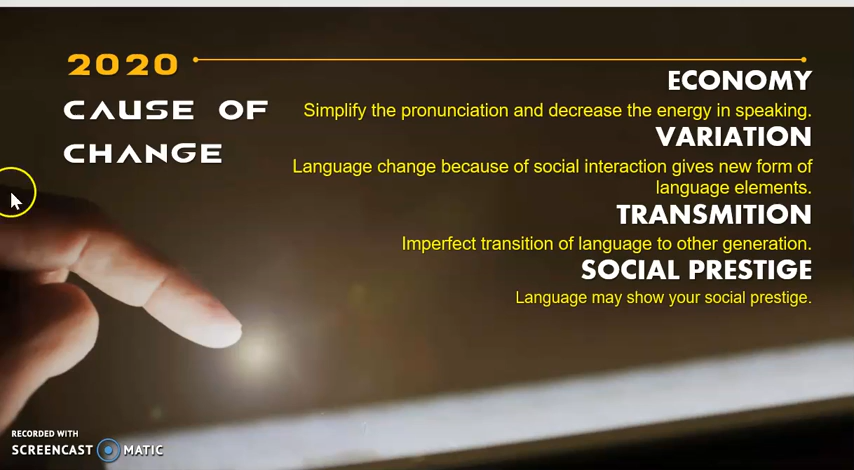 2020
CAUSE OF
CHANGE
ECONOMY
Simplify the pronunciation and decrease the energy in speaking.
VARIATION
Language change because of social interaction gives new form of
language elements.
TRANSMITION
Imperfect transition of language to other generation.
SOCIAL PRESTIGE
Language may show your social prestige.
RECORDED WITH
SCREENCAST MATIC